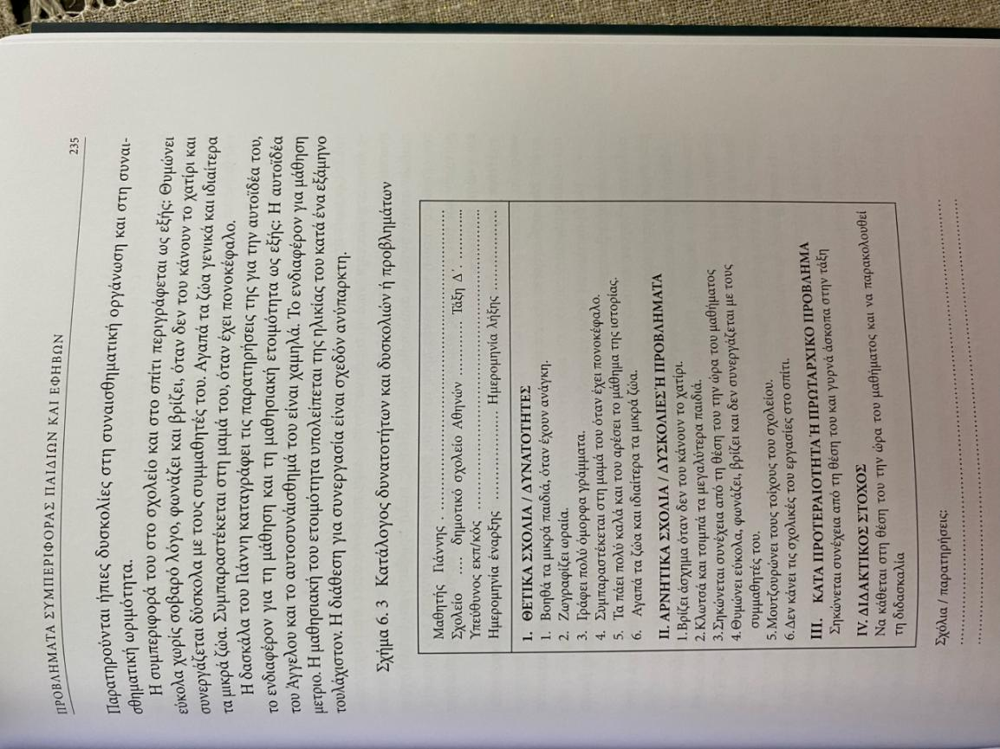 ΠΡΟΒΛΗΜΑΤΑ ΣΥΜΠΕΡΙΦΟΡΑΣ ΠΑΙΔΙΩΝ ΚΑΙ ΕΦΗΒΩΝ 235
Παρατηρούνται ήπιες δυσκολίες στη συναισθηματική οργάνωση και στη συναι-
σθηματική ωριμότητα.
Η συμπεριφορά του στο σχολείο και στο σπίτι περιγράφεται ως εξής: Θυμώνει
εύκολα χωρίς σοβαρό λόγο, φωνάζει και βρίζει, όταν δεν του κάνουν το χατίρι και
συνεργάζεται δύσκολα με τους συμμαθητές του. Αγαπά τα ζώα γενικά και ιδιαίτερα
τα μικρά ζώα. Συμπαραστέκεται στη μαμά του, όταν έχει πονοκέφαλο.
Η δασκάλα του Γιάννη καταγράφει τις παρατηρήσεις της για την αυτοϊδέα του,
το ενδιαφέρον για τη μάθηση και τη μαθησιακή ετοιμότητα ως εξής: Η αυτοϊδέα
του Άγγελου και το αυτοσυναίσθημά του είναι χαμηλά. Το ενδιαφέρον για μάθηση
μετριο. Η μαθησιακή του ετοιμότητα υπολείπεται της ηλικίας του κατά ένα εξάμηνο
τουλάχιστον. Η διάθεση για συνεργασία είναι σχεδόν ανύπαρκτη.
Σχήμα 6.3 Κατάλογος δυνατοτήτων και δυσκολιών ή προβλημάτων
Μαθητής Γιάννης ..........................................................
Σχολείο .... δημοτικό σχολείο Αθηνών ............ Τάξη Δ΄. ...........
Υπεύθυνος εκπ/κός ..........................................................
Ημερομηνία έναρξης ...................... Ημερομηνία λήξης ..................
I. ΘΕΤΙΚΑ ΣΧΟΛΙΑ / ΔΥΝΑΤΟΤΗΤΕΣ
1. Βοηθά τα μικρά παιδιά, όταν έχουν ανάγκη.
2. Ζωγραφίζει ωραία.
3. Γράφει πολύ όμορφα γράμματα.
4. Συμπαραστέκεται στη μαμά του όταν έχει πονοκέφαλο.
5. Τα πάει πολύ καλά και του αρέσει το μάθημα της ιστορίας.
6. Αγαπά τα ζώα και ιδιαίτερα τα μικρά ζώα.
II. ΑΡΝΗΤΙΚΑ ΣΧΟΛΙΑ / ΔΥΣΚΟΛΙΕΣ Ή ΠΡΟΒΛΗΜΑΤΑ
1. Βρίζει άσχημα όταν δεν του κάνουν το χατίρι.
2. Κλωτσά και τσιμπά τα μεγαλύτερα παιδιά.
3. Σηκώνεται συνέχεια από τη θέση του την ώρα του μαθήματος
4. Θυμώνει εύκολα, φωνάζει, βρίζει και δεν συνεργάζεται με τους
συμμαθητές του.
5. Μουτζουρώνει τους τοίχους του σχολείου.
6. Δεν κάνει τις σχολικές του εργασίες στο σπίτι.
III. ΚΑΤΑ ΠΡΟΤΕΡΑΙΟΤΗΤΑ Ή ΠΡΩΤΑΡΧΙΚΟ ΠΡΟΒΛΗΜΑ
Σηκώνεται συνέχεια από τη θέση του και γυρνά άσκοπα στην τάξη
IV. ΔΙΔΑΚΤΙΚΟΣ ΣΤΟΧΟΣ
Να κάθεται στη θέση του την ώρα του μαθήματος και να παρακολουθεί
τη διδασκαλία
Σχόλια / παρατηρήσεις: ..........................................................
..........................................................................................